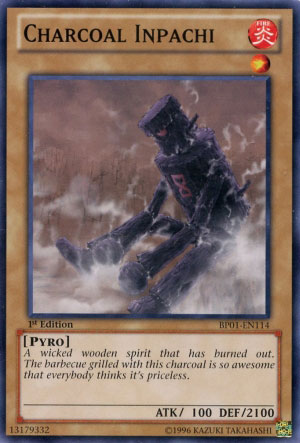 CHARCOAL INPACHI
FIRE
炎
1st Edition
BP01-EN114
[PYRO]
A wicked wooden spirit that has burned out.
The barbecue grilled with this charcoal is so awesome
that everybody thinks it's priceless.
ATK/ 100 DEF/2100
13179332
©1996 KAZUKI TAKAHASHI